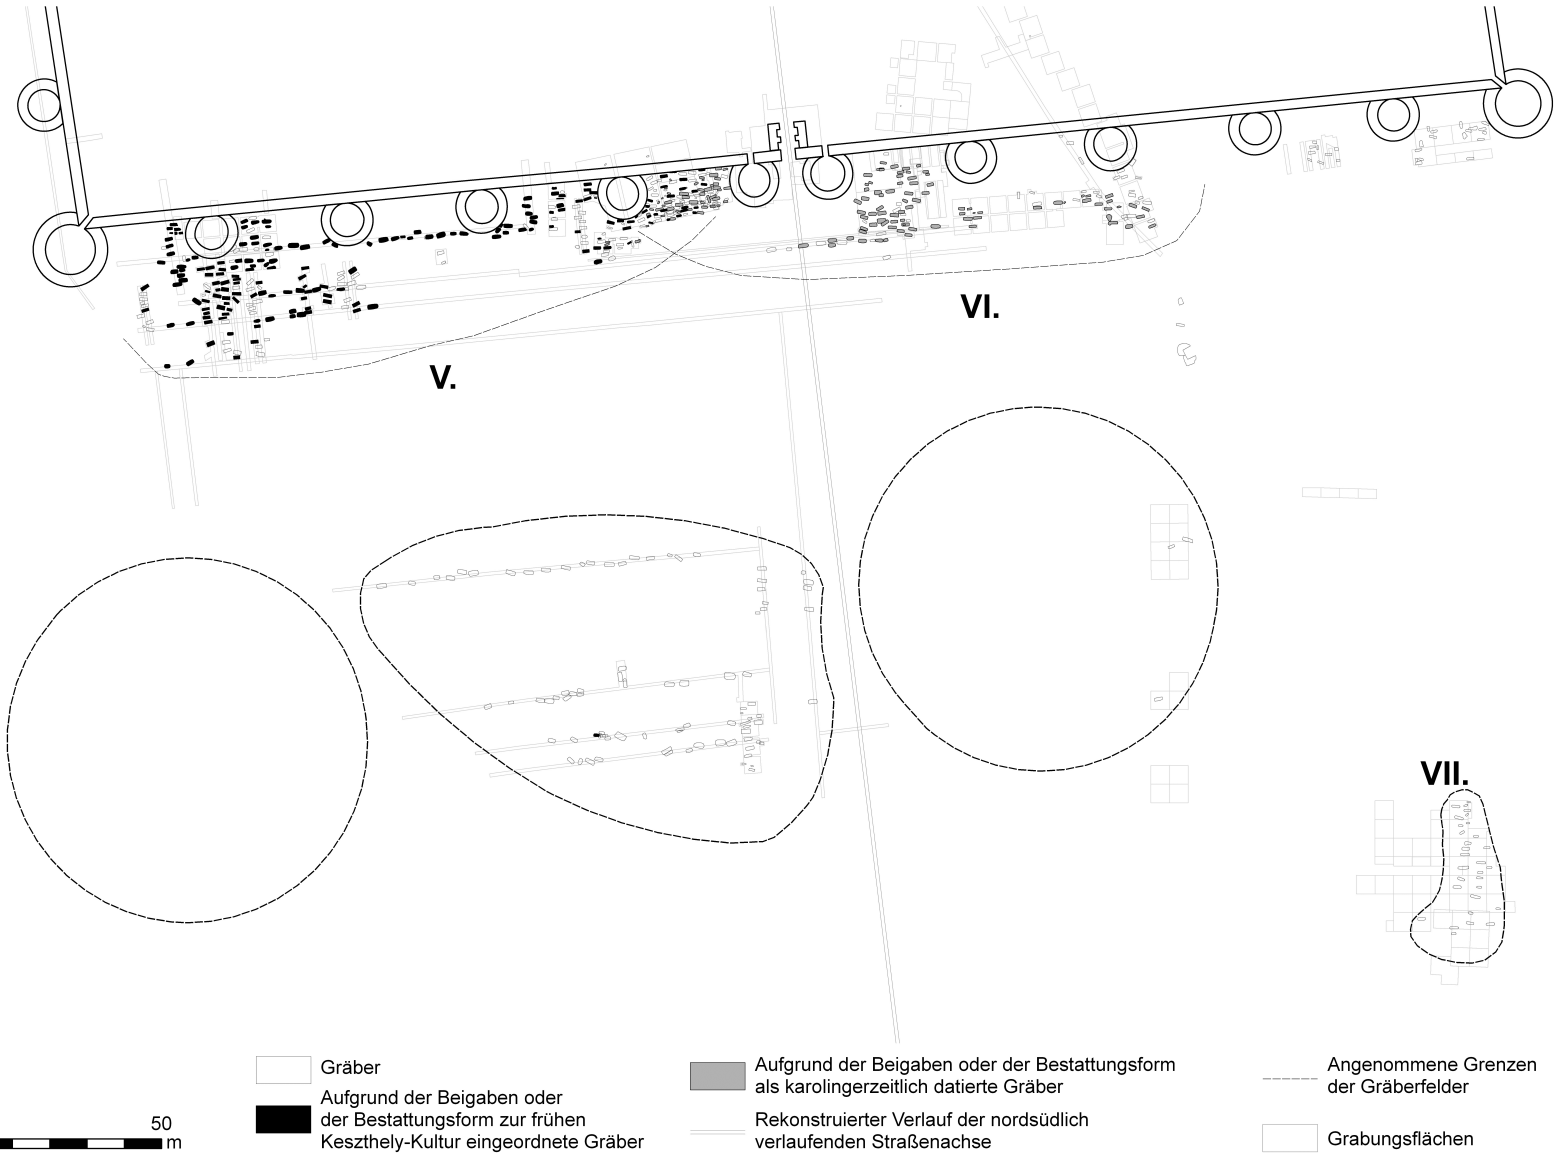 VI.
V.
VII.
Gräber
Aufgrund der Beigaben oder
der Bestattungsform zur frühen
Keszthely-Kultur eingeordnete Gräber
Aufgrund der Beigaben oder der Bestattungsform
als karolingerzeitlich datierte Gräber
Rekonstruierter Verlauf der nordsüdlich
verlaufenden Straßenachse
Angenommene Grenzen
der Gräberfelder
Grabungsflächen
50
m